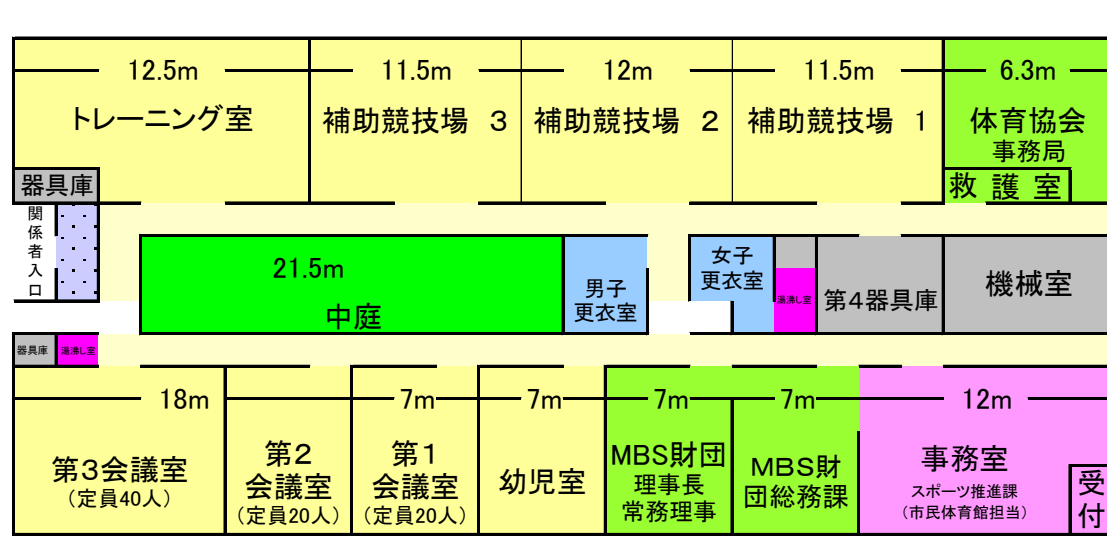 12.5m
11.5m
12m
11.5m
6.3m
トレーニング室
補助競技場 3
補助競技場 2
補助競技場 1
体育協会
事務局
器具庫
救護室
関係者入口
21.5m
中庭
男子
更衣室
女子
更衣室
湯沸し室
第4器具庫
機械室
器具庫
湯沸し室
18m
7m
7m
7m
7m
12m
第3会議室
(定員40人)
第2
会議室
(定員20人)
第1
会議室
(定員20人)
幼児室
MBS財団
理事長
常務理事
MBS財
団総務課
事務室
スポーツ推進課
(市民体育館担当)
受付